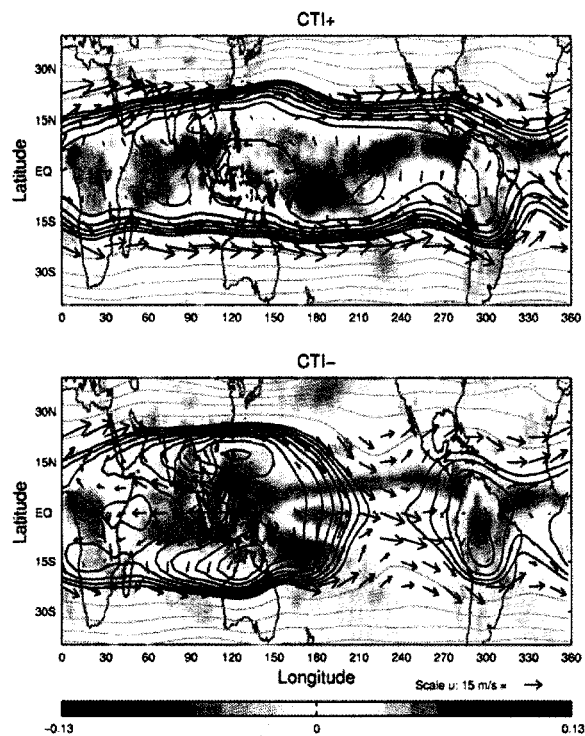 CTI+
30N
15N
EQ
15S
30S
Latitude
0 30 60 90 120 150 180 210 240 270 300 330 360
CTI−
30N
15N
EQ
15S
30S
Latitude
0 30 60 90 120 150 180 210 240 270 300 330 360
Longitude
Scale u: 15 m/s =
-0.13 0 0.13